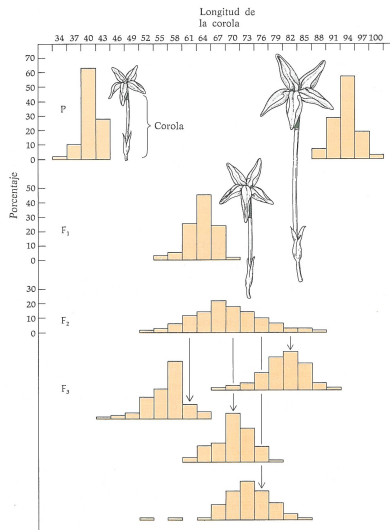 Longitud de
la corola
34 37 40 43 46 49 52 55 58 61 64 67 70 73 76 79 82 85 88 91 94 97 100
70
60
50
40
30
20
10
0
P
Corola
Porcentaje
50
40
30
20
10
0
F₁
30
20
10
0
F₂
F₃